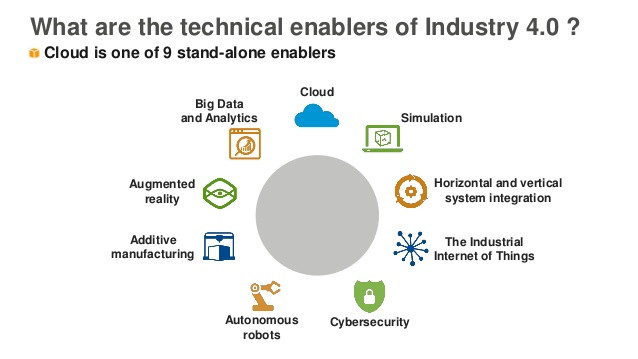 What are the technical enablers of Industry 4.0 ?
Cloud is one of 9 stand-alone enablers
Cloud
Big Data
and Analytics
Simulation
Augmented
reality
Horizontal and vertical
system integration
Additive
manufacturing
The Industrial
Internet of Things
Autonomous
robots
Cybersecurity